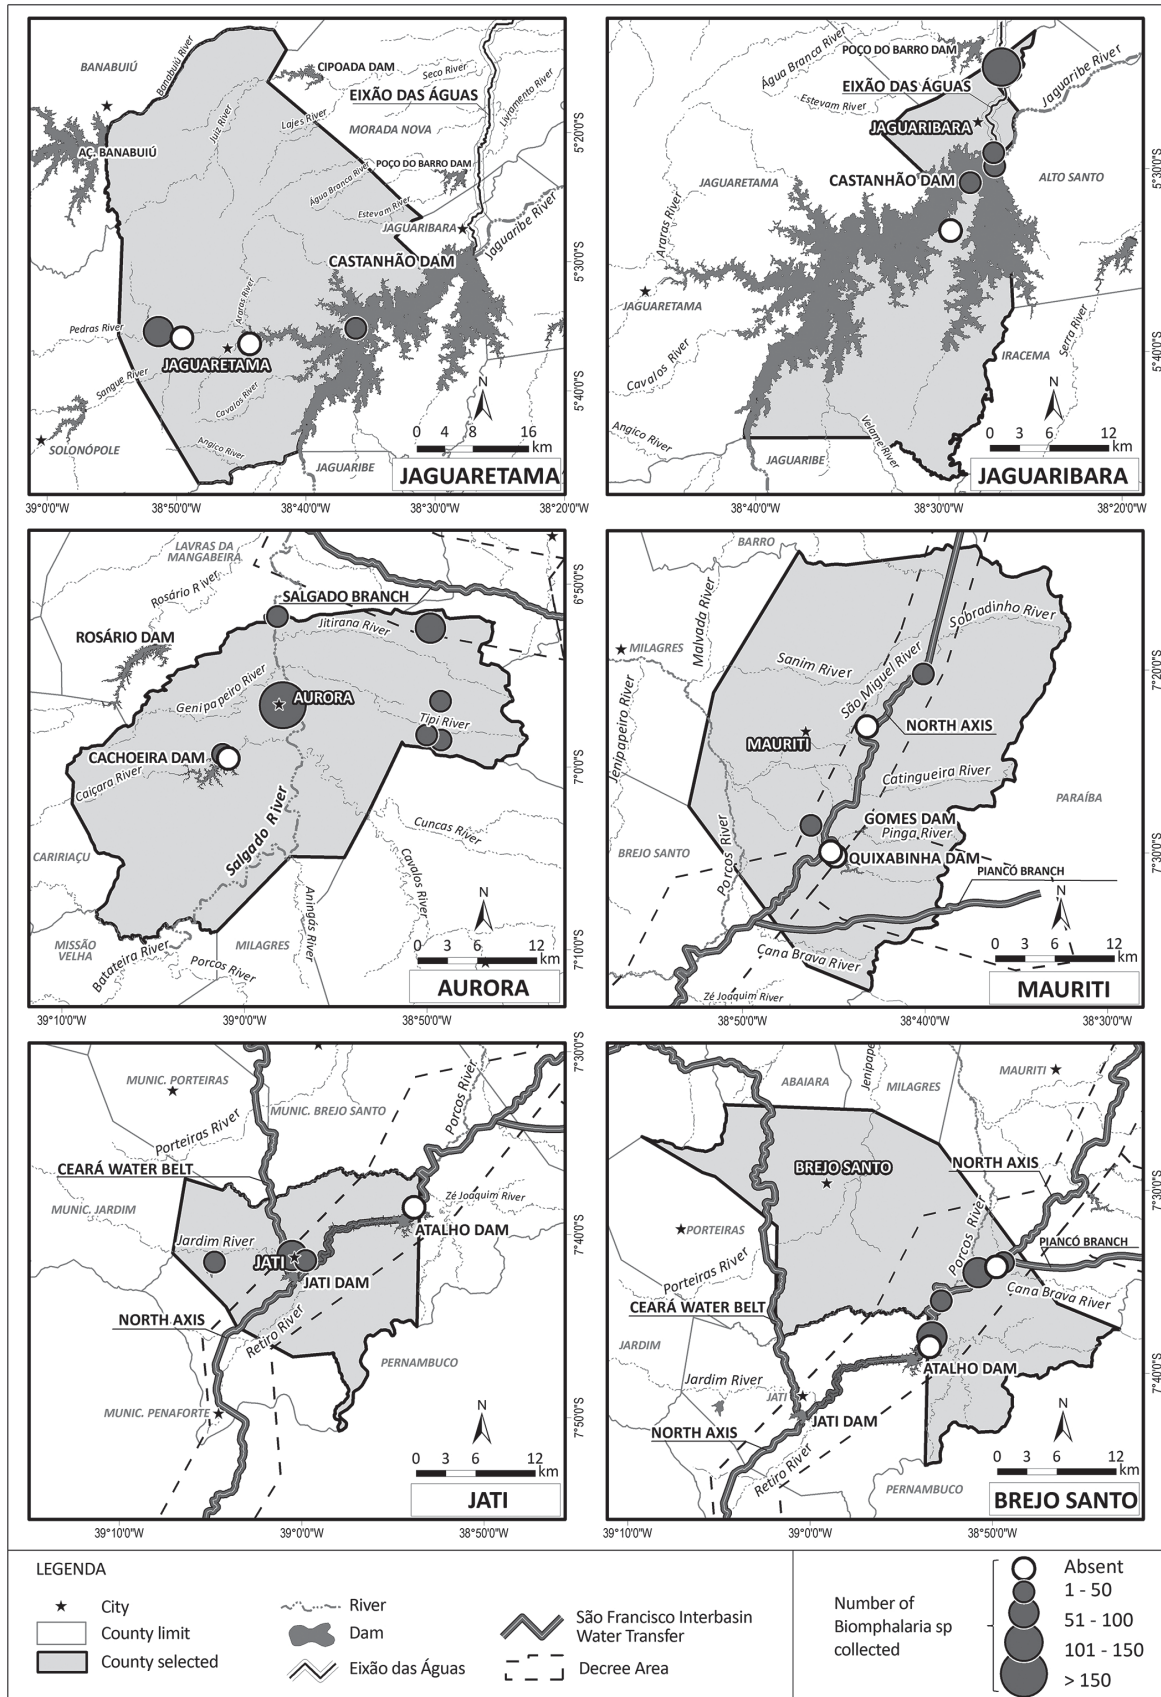 BANABUIÚ
Banabuiú River
CIPOADA DAM
Seco River
EIXÃO DAS ÁGUAS
Livramento River
Juiz River
Lajes River
MORADA NOVA
AÇ. BANABUIÚ
POÇO DO BARRO DAM
Água Branca River
Estevam River
JAGUARIBARA
Jaguaribe River
CASTANHÃO DAM
Araras River
Pedras River
JAGUARETAMA
Sangue River
Cavalos River
SOLONÓPOLE
Angico River
JAGUARIBE
N
0 4 8 16
km
JAGUARETAMA
39°0'0"W 38°50'0"W 38°40'0"W 38°30'0"W 38°20'0"W
5°20'0"S
5°30'0"S
5°40'0"S
POÇO DO BARRO DAM
Água Branca River
EIXÃO DAS ÁGUAS
Estevam River
Jaguaribe River
JAGUARIBARA
JAGUARETAMA
CASTANHÃO DAM
ALTO SANTO
Araras River
JAGUARETAMA
Serra River
IRACEMA
Cavalos River
Angico River
Velame River
JAGUARIBE
N
0 3 6 12
km
JAGUARIBARA
38°40'0"W 38°30'0"W 38°20'0"W
5°30'0"S
5°40'0"S
LAVRAS DA
MANGABEIRA
Rosário River
SALGADO BRANCH
Jitirana River
ROSÁRIO DAM
Genipapeiro River
AURORA
Tipi River
CACHOEIRA DAM
Caiçara River
Salgado River
Cuncas River
CARIRIAÇU
Cavalos River
Aningás River
MISSÃO
VELHA
Batateira River
MILAGRES
Porcos River
N
0 3 6 12
km
AURORA
39°10'0"W 39°0'0"W 38°50'0"W
6°50'0"S
7°0'0"S
7°10'0"S
BARRO
Malvada River
Sobradinho River
MILAGRES
Sanim River
São Miguel River
Jenipapeiro River
NORTH AXIS
MAURITI
Catingueira River
PARAÍBA
GOMES DAM
Pinga River
BREJO SANTO
Porcos River
QUIXABINHA DAM
PIANCÓ BRANCH
Cana Brava River
Zé Joaquim River
N
0 3 6 12
km
MAURITI
38°50'0"W 38°40'0"W 38°30'0"W
7°20'0"S
7°30'0"S
MUNIC. PORTEIRAS
MUNIC. BREJO SANTO
Porcos River
Porteiras River
CEARÁ WATER BELT
Zé Joaquim River
MUNIC. JARDIM
ATALHO DAM
Jardim River
JATI
JATI DAM
NORTH AXIS
Retiro River
PERNAMBUCO
MUNIC. PENAFORTE
N
0 3 6 12
km
JATI
39°10'0"W 39°0'0"W 38°50'0"W
7°30'0"S
7°40'0"S
7°50'0"S
ABAIARA
Jenipape
MILAGRES
MAURITI
BREJO SANTO
NORTH AXIS
Porcos River
PORTEIRAS
PIANCÓ BRANCH
Porteiras River
Cana Brava River
CEARÁ WATER BELT
JARDIM
ATALHO DAM
Jardim River
JATI
JATI DAM
NORTH AXIS
Retiro River
PERNAMBUCO
N
0 3 6 12
km
BREJO SANTO
39°10'0"W 39°0'0"W 38°50'0"W
7°30'0"S
7°40'0"S
LEGENDA
City
County limit
County selected
River
Dam
Eixão das Águas
São Francisco Interbasin
Water Transfer
Decree Area
Number of
Biomphalaria sp
collected
Absent
1 - 50
51 - 100
101 - 150
> 150